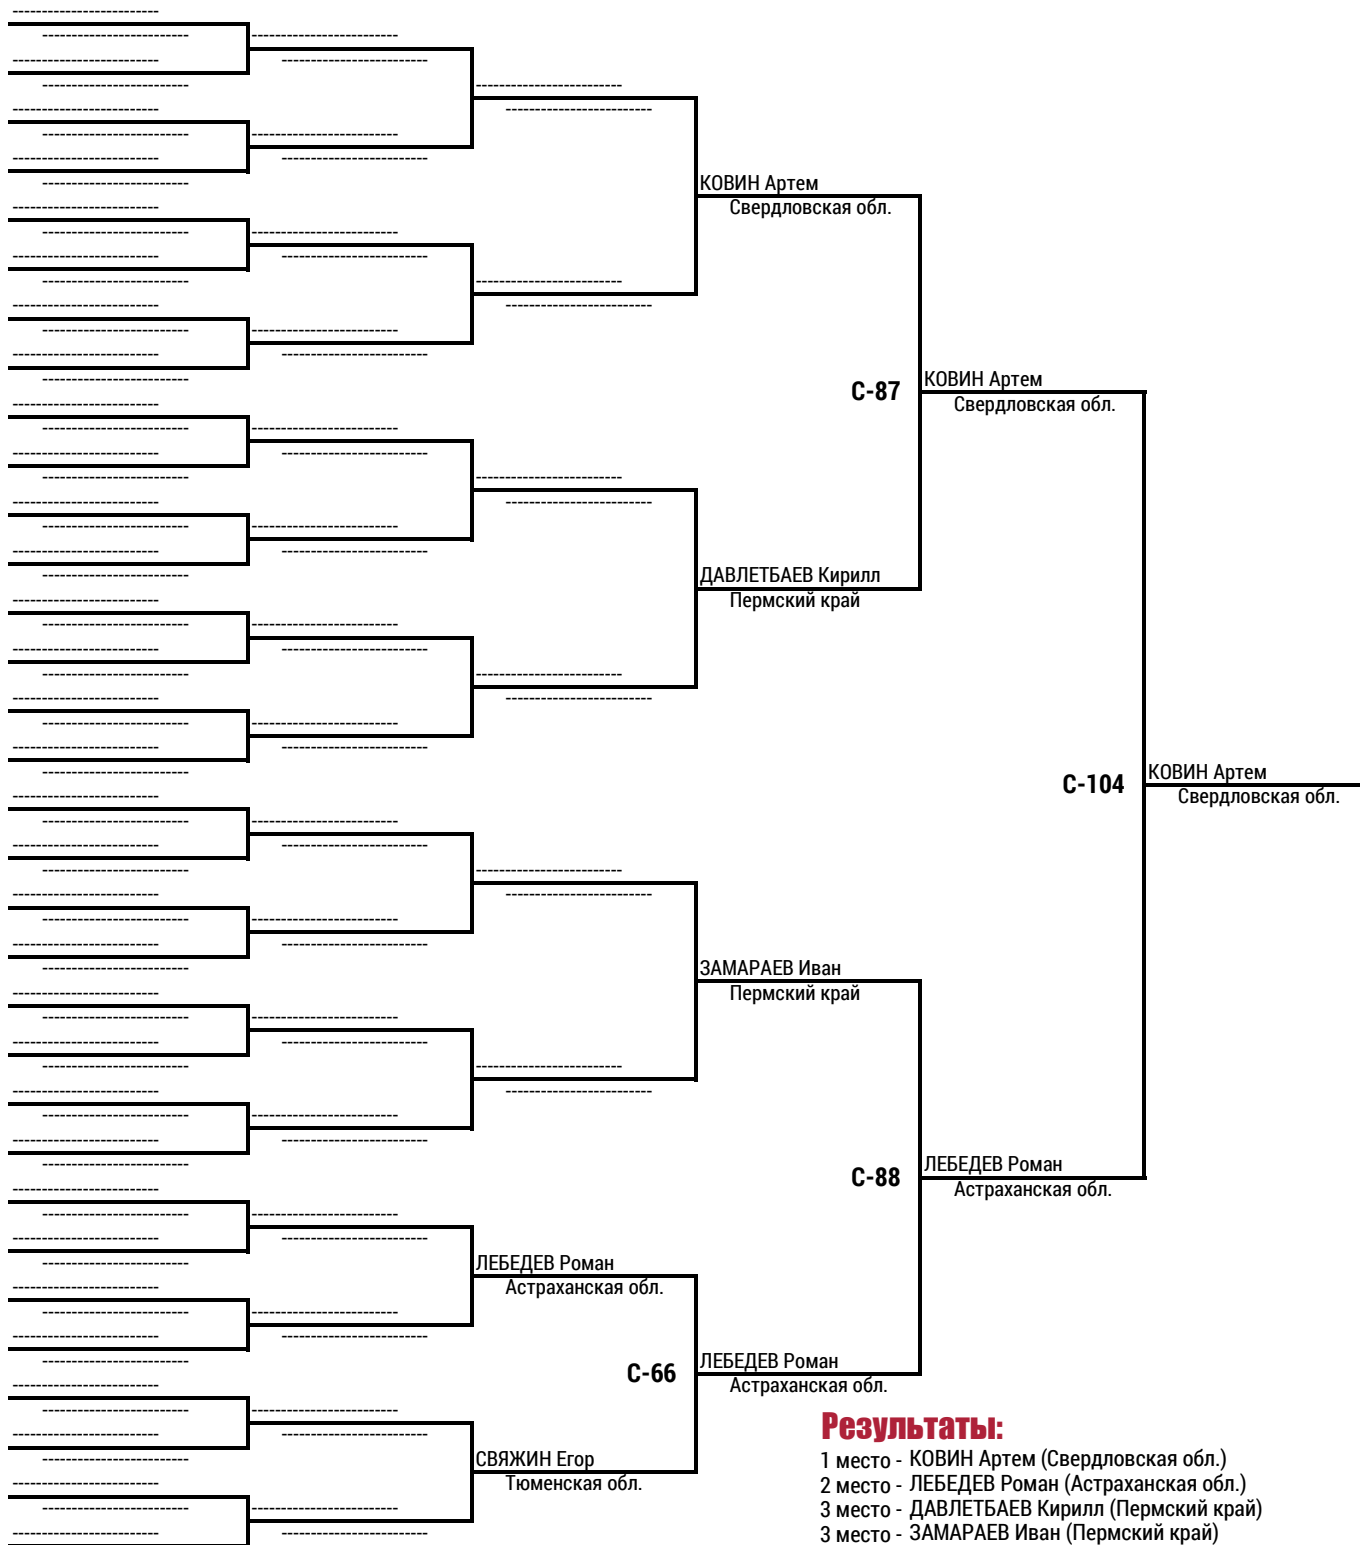 КОВИН Артем
Свердловская обл.
С-87
КОВИН Артем
Свердловская обл.
ДАВЛЕТБАЕВ Кирилл
Пермский край
С-104
КОВИН Артем
Свердловская обл.
ЗАМАРАЕВ Иван
Пермский край
С-88
ЛЕБЕДЕВ Роман
Астраханская обл.
ЛЕБЕДЕВ Роман
Астраханская обл.
С-66
ЛЕБЕДЕВ Роман
Астраханская обл.
СВЯЖИН Егор
Тюменская обл.
Результаты:
1 место - КОВИН Артем (Свердловская обл.)
2 место - ЛЕБЕДЕВ Роман (Астраханская обл.)
3 место - ДАВЛЕТБАЕВ Кирилл (Пермский край)
3 место - ЗАМАРАЕВ Иван (Пермский край)